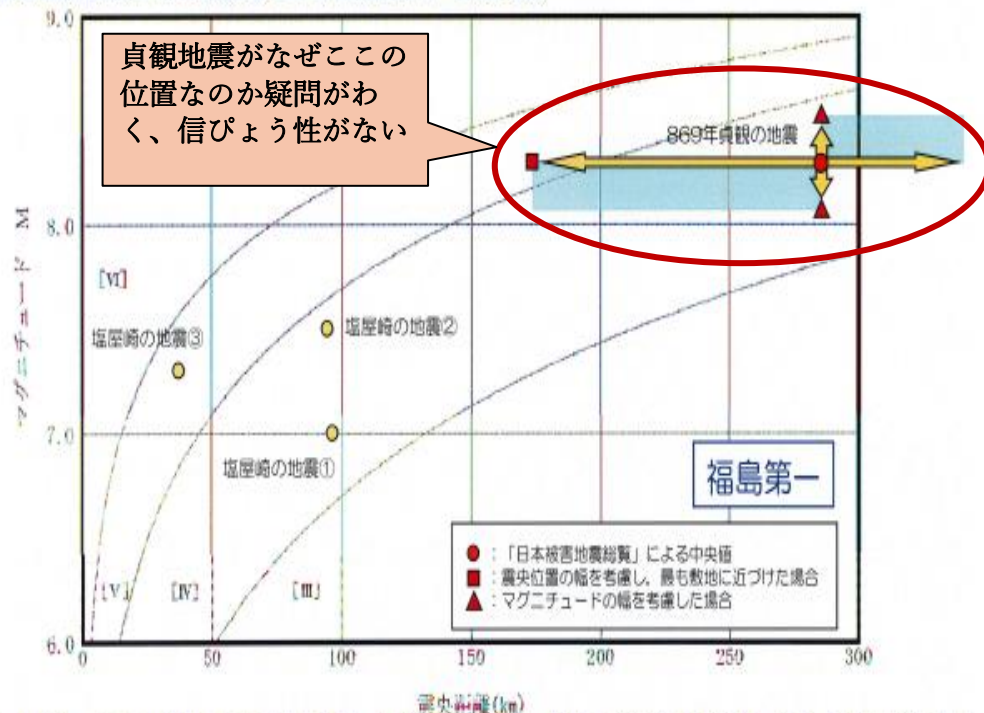 9.0
貞観地震がなぜここの
位置なのか疑問がわ
く、信ぴょう性がない
869年貞観の地震
8.0
マグニチュード M
[Ⅵ]
塩屋崎の地震③
塩屋崎の地震②
7.0
塩屋崎の地震①
福島第一
●:「日本被害地震総覧」による中央値
■:震央位置の幅を考慮し、最も敷地に近づけた場合
▲:マグニチュードの幅を考慮した場合
[Ⅴ] [Ⅳ] [Ⅲ]
6.0
0 50 100 150 200 250 300
震央距離(km)